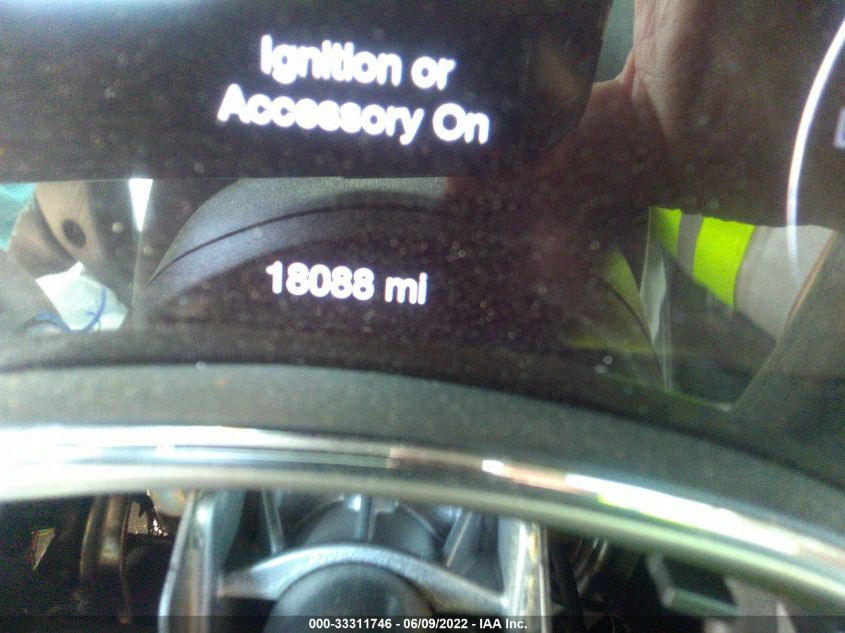 Ignition or
Accessory On
18088 mi
000-33311746 - 06/09/2022 - IAA Inc.